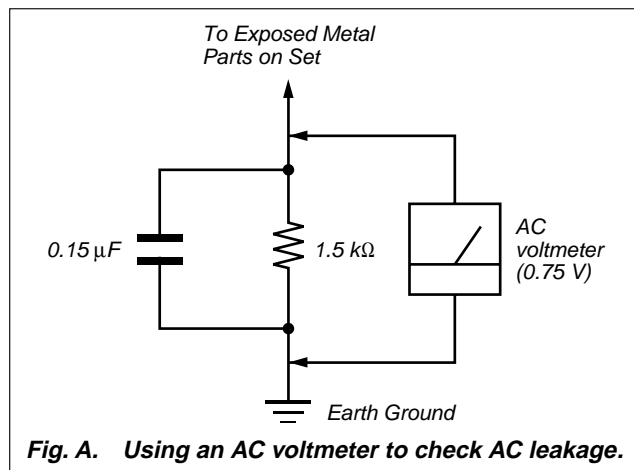 To Exposed Metal
Parts on Set
0.15 μF
1.5 kΩ
AC
voltmeter
(0.75 V)
Earth Ground
Fig. A. Using an AC voltmeter to check AC leakage.